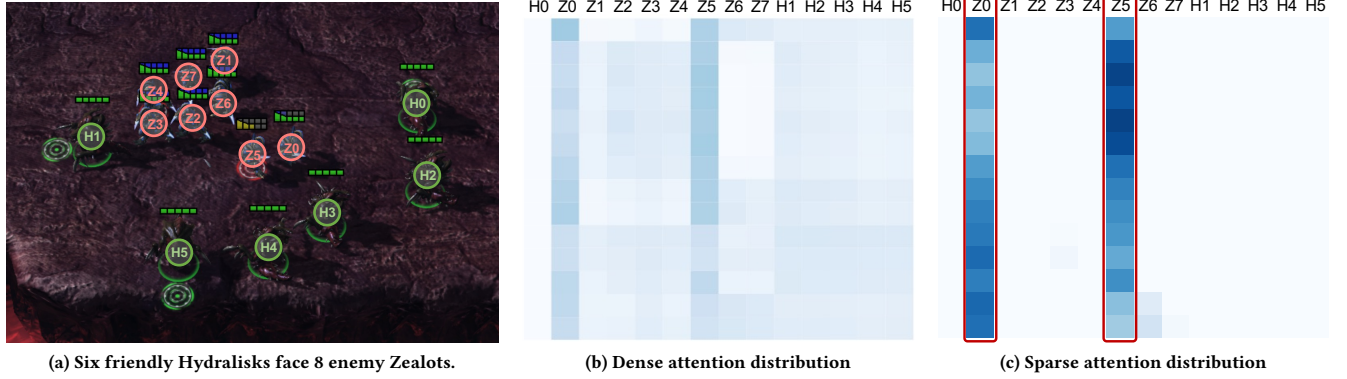 H0 Z0 Z1 Z2 Z3 Z4 Z5 Z6 Z7 H1 H2 H3 H4 H5
H0 Z0 Z1 Z2 Z3 Z4 Z5 Z6 Z7 H1 H2 H3 H4 H5
Z1
Z7
Z4
Z6
H0
Z3
Z2
H1
Z5
Z0
H2
H3
H5
H4
(a) Six friendly Hydralisks face 8 enemy Zealots.
(b) Dense attention distribution
(c) Sparse attention distribution